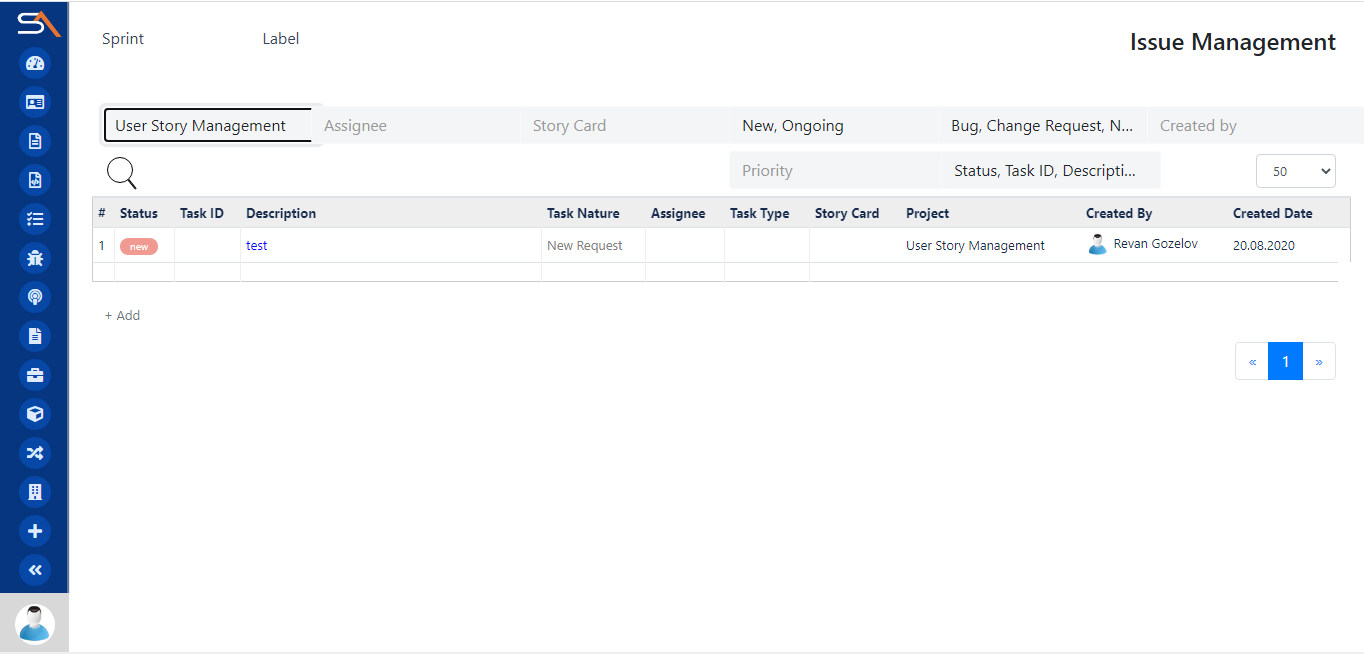 Sprint Label Issue Management
User Story Management Assignee Story Card New, Ongoing Bug, Change Request, N... Created by
Priority Status, Task ID, Descripti... 50
# Status Task ID Description Task Nature Assignee Task Type Story Card Project Created By Created Date
1 new test New Request User Story Management Revan Gozelov 20.08.2020
+ Add
« 1 »